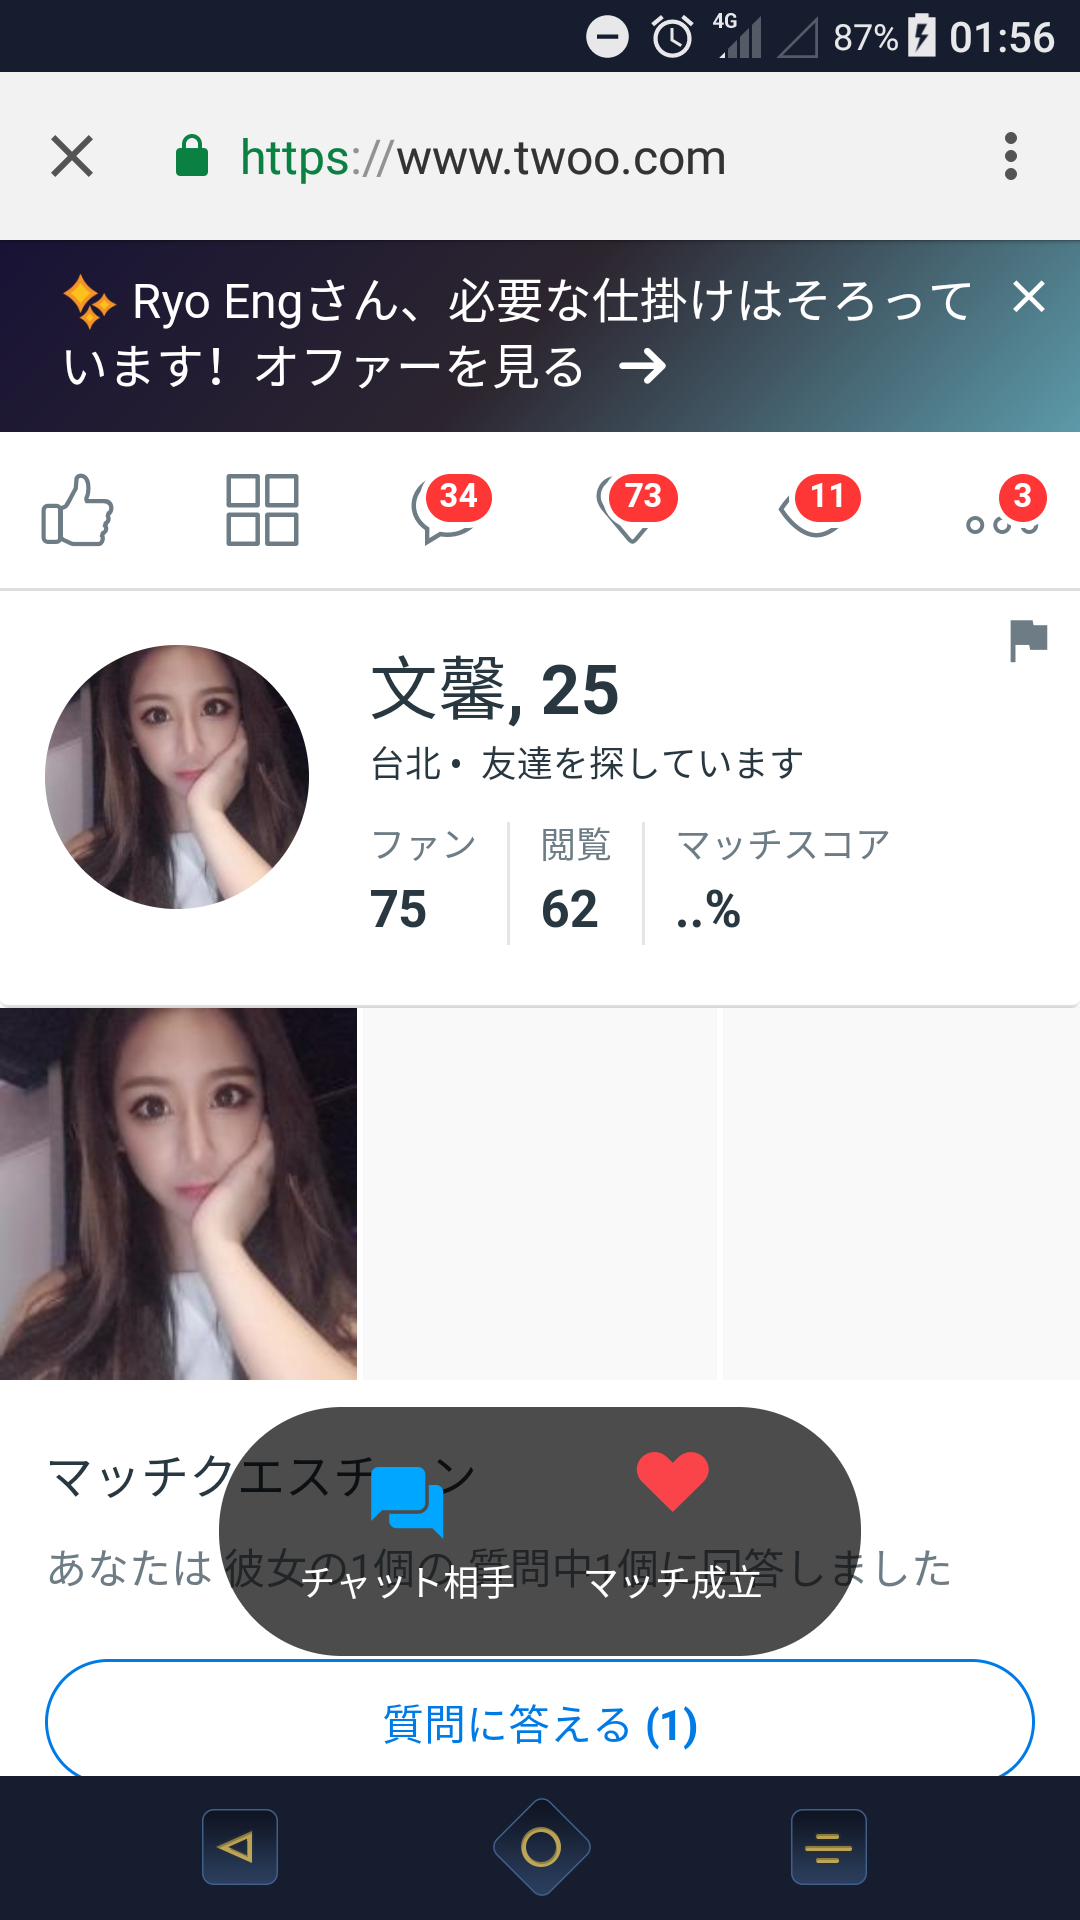 4G 87% 01:56
https://www.twoo.com
Ryo Engさん、必要な仕掛けはそろって
います! オファーを見る →
34 73 11 3
文馨, 25
台北 • 友達を探しています
ファン 閲覧 マッチスコア
75 62 ..%
マッチクエスチョン
あなたは 彼女の1個の 質問中1個に回答しました
チャット相手 マッチ成立
質問に答える (1)